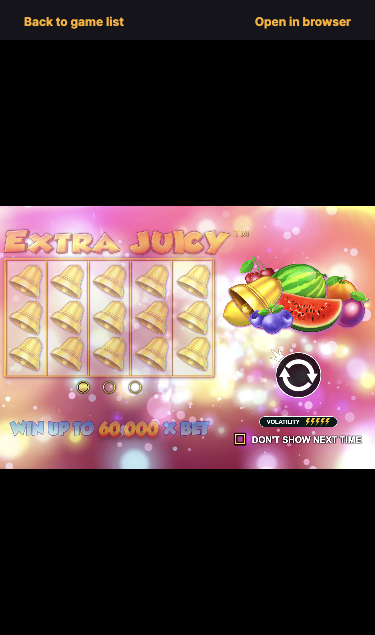 Back to game list
Open in browser
EXTRA JUICY™
WIN UP TO 60,000 X BET
VOLATILITY
DON'T SHOW NEXT TIME